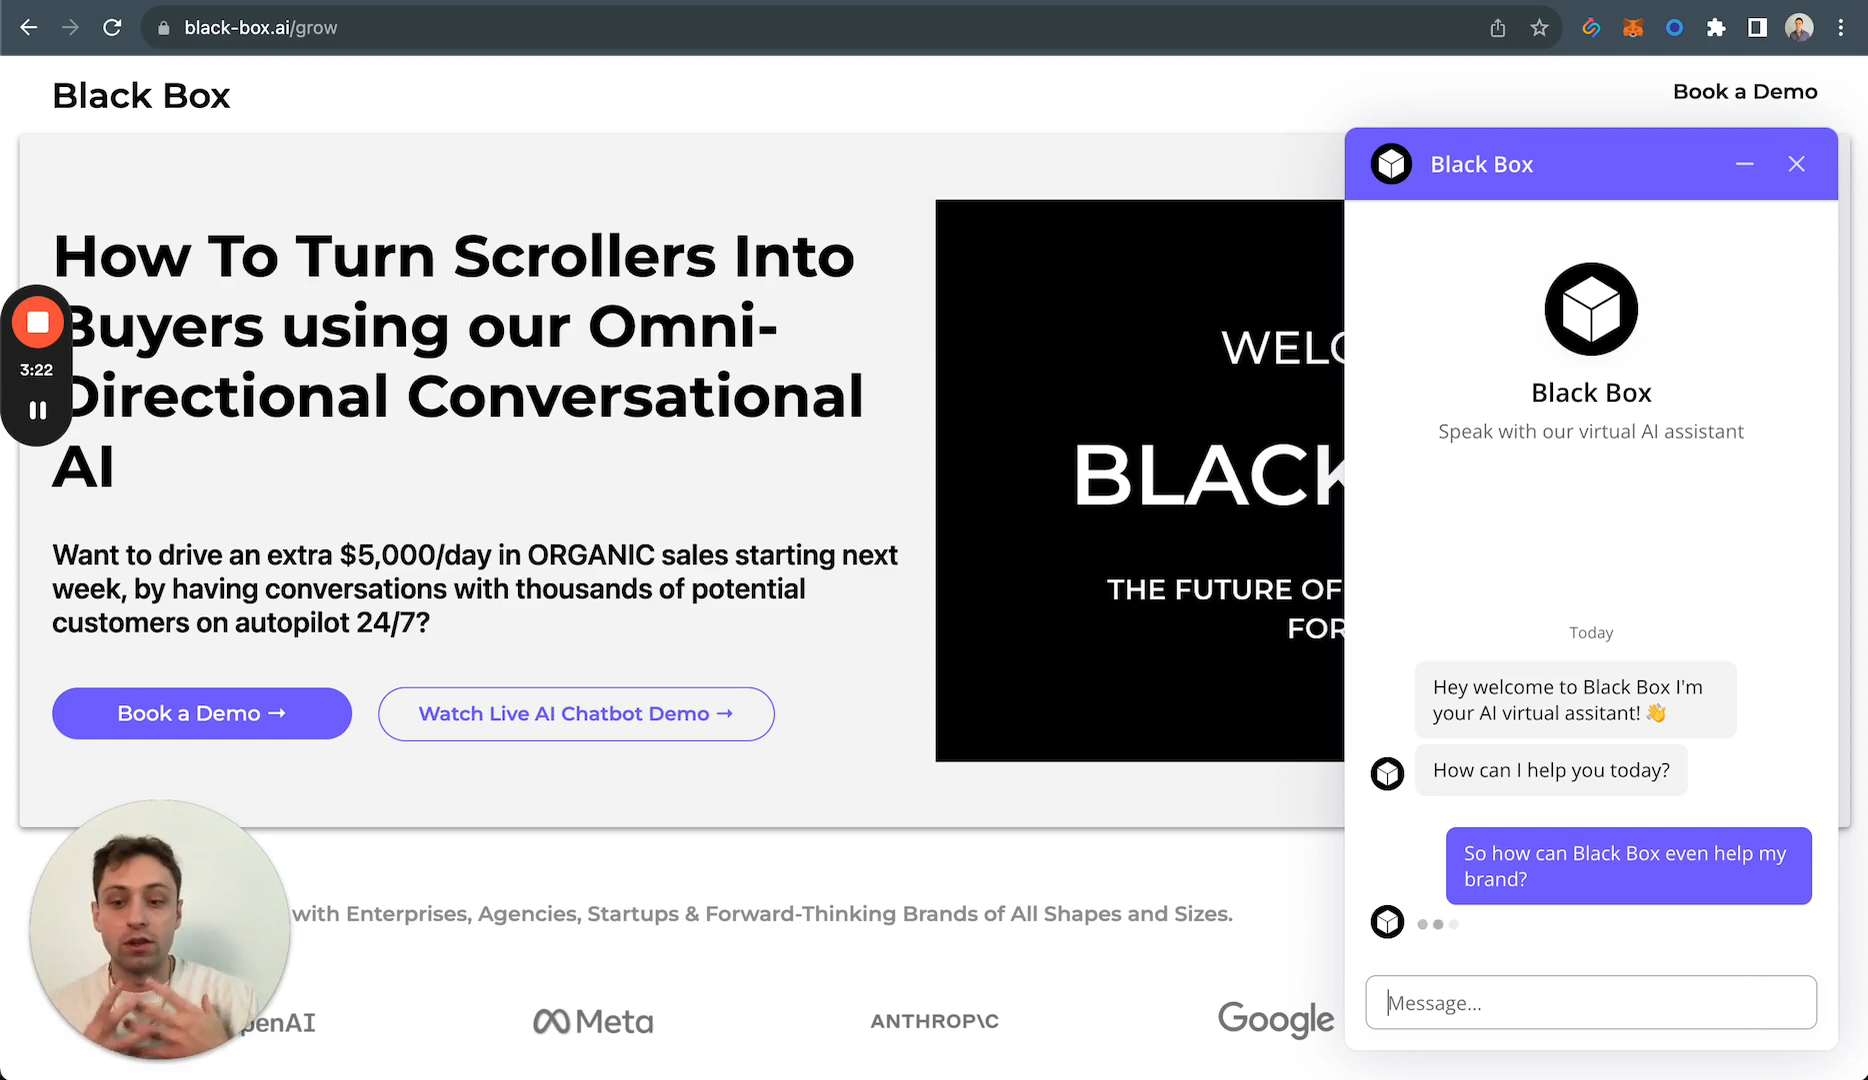 black-box.ai/grow
Black Box
Book a Demo
How To Turn Scrollers Into
Buyers using our Omni-
Directional Conversational
AI
Want to drive an extra $5,000/day in ORGANIC sales starting next
week, by having conversations with thousands of potential
customers on autopilot 24/7?
Book a Demo →
Watch Live AI Chatbot Demo →
3:22
WELC
BLACK
THE FUTURE OF
FOR
with Enterprises, Agencies, Startups & Forward-Thinking Brands of All Shapes and Sizes.
penAI
Meta
ANTHROP\C
Google
Black Box
Black Box
Speak with our virtual AI assistant
Today
Hey welcome to Black Box I'm
your AI virtual assitant! 👋
How can I help you today?
So how can Black Box even help my
brand?
Message...